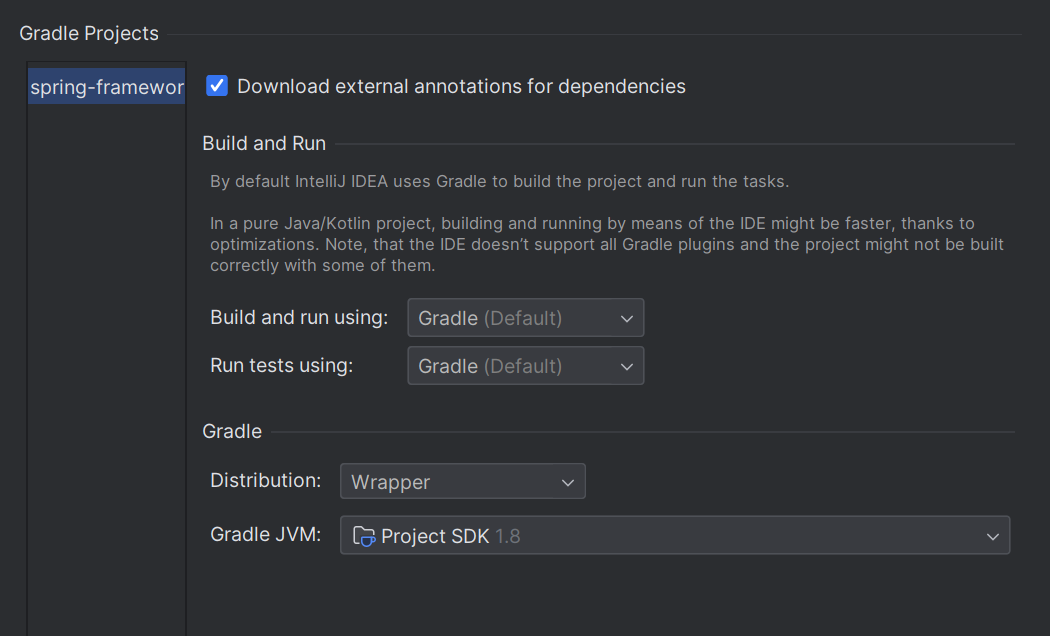 Gradle Projects
spring-framewor
Download external annotations for dependencies
Build and Run
By default IntelliJ IDEA uses Gradle to build the project and run the tasks.
In a pure Java/Kotlin project, building and running by means of the IDE might be faster, thanks to
optimizations. Note, that the IDE doesn't support all Gradle plugins and the project might not be built
correctly with some of them.
Build and run using: Gradle (Default)
Run tests using: Gradle (Default)
Gradle
Distribution: Wrapper
Gradle JVM: Project SDK 1.8